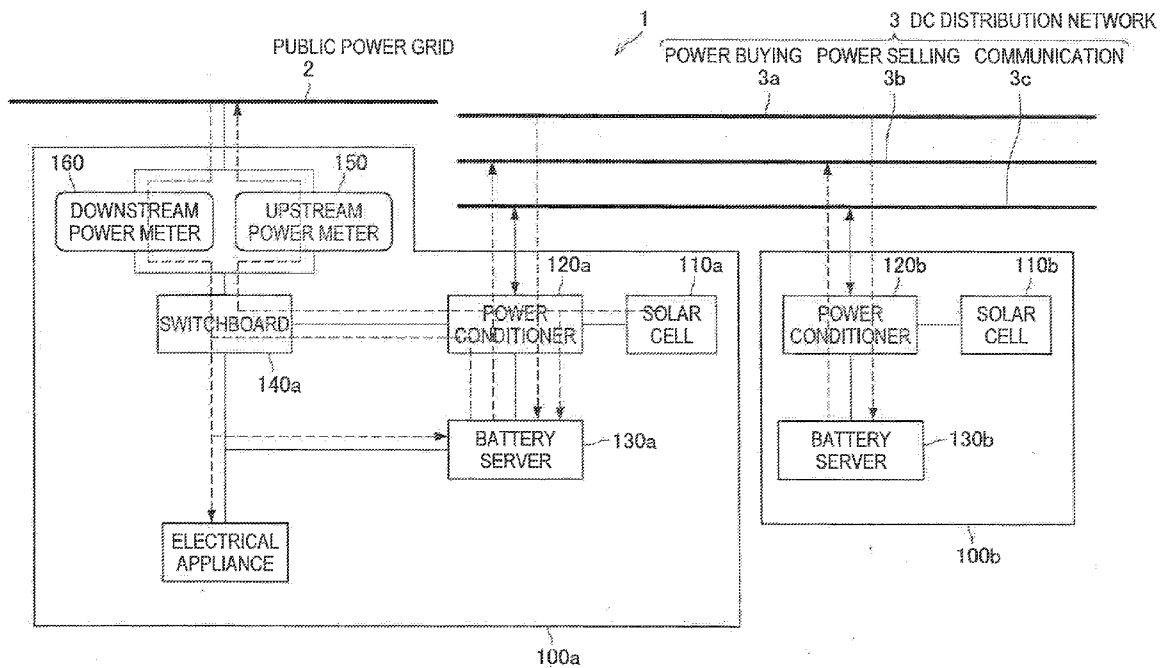 1
3 DC DISTRIBUTION NETWORK
PUBLIC POWER GRID
2
POWER BUYING
3a
POWER SELLING
3b
COMMUNICATION
3c
160
150
DOWNSTREAM
POWER METER
UPSTREAM
POWER METER
120a
110a
120b
110b
SWITCHBOARD
POWER
CONDITIONER
SOLAR
CELL
POWER
CONDITIONER
SOLAR
CELL
140a
BATTERY
SERVER
130a
BATTERY
SERVER
130b
ELECTRICAL
APPLIANCE
100b
100a